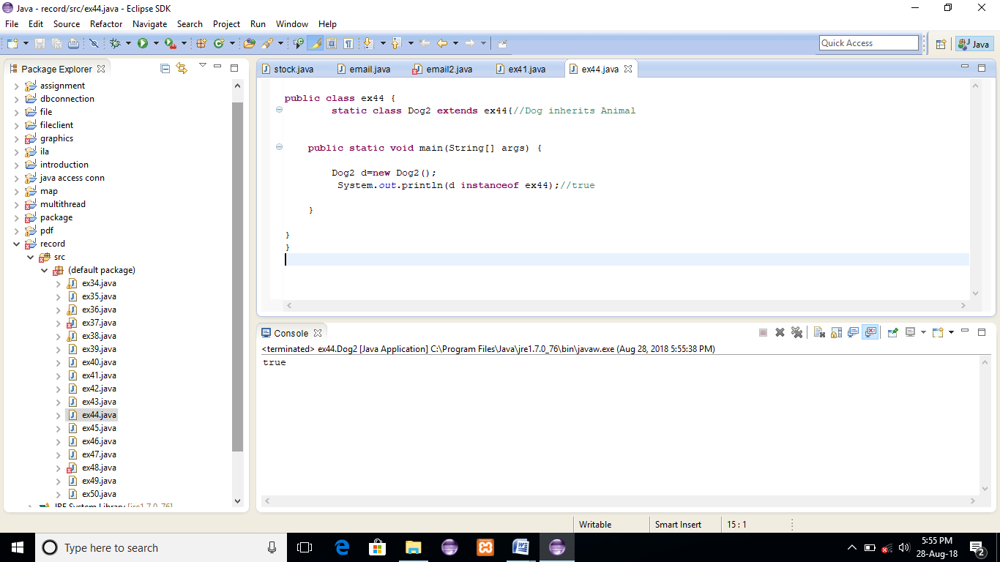 Java - record/src/ex44.java - Eclipse SDK
File Edit Source Refactor Navigate Search Project Run Window Help
Quick Access
Java
Package Explorer
assignment
dbconnection
file
fileclient
graphics
ila
introduction
java access conn
map
multithread
package
pdf
record
src
(default package)
ex34.java
ex35.java
ex36.java
ex37.java
ex38.java
ex39.java
ex40.java
ex41.java
ex42.java
ex43.java
ex44.java
ex45.java
ex46.java
ex47.java
ex48.java
ex49.java
ex50.java
JRE System Library [jre1.7.0_76]
stock.java email.java email2.java ex41.java ex44.java
public class ex44 {
static class Dog2 extends ex44{//Dog inherits Animal
public static void main(String[] args) {
Dog2 d=new Dog2();
System.out.println(d instanceof ex44);//true
}
}
}
Console
<terminated> ex44.Dog2 [Java Application] C:\Program Files\Java\jre1.7.0_76\bin\javaw.exe (Aug 28, 2018 5:55:38 PM)
true
Writable Smart Insert 15 : 1
Type here to search
5:55 PM
28-Aug-18
2